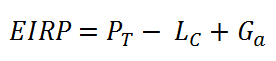 EIRP = P_T − L_C + G_a